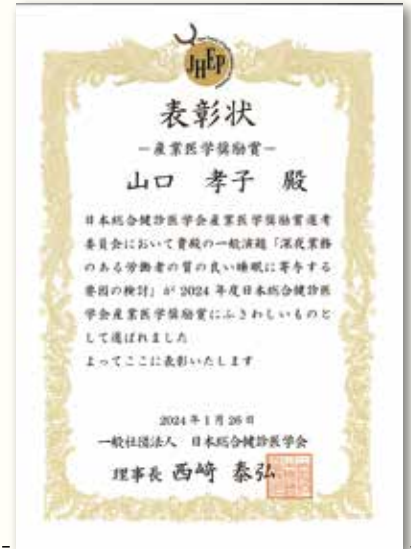 JHEP
表彰状
－産業医学奨励賞－
山口 孝子 殿
日本総合健診医学会産業医学奨励賞選考
委員会において貴殿の一般演題「深夜業務
のある労働者の質の良い睡眠に寄与する
要因の検討」が2024年度日本総合健診医
学会産業医学奨励賞にふさわしいものと
して選ばれました
よってここに表彰いたします
2024年1月26日
一般社団法人 日本総合健診医学会
理事長 西崎 泰弘